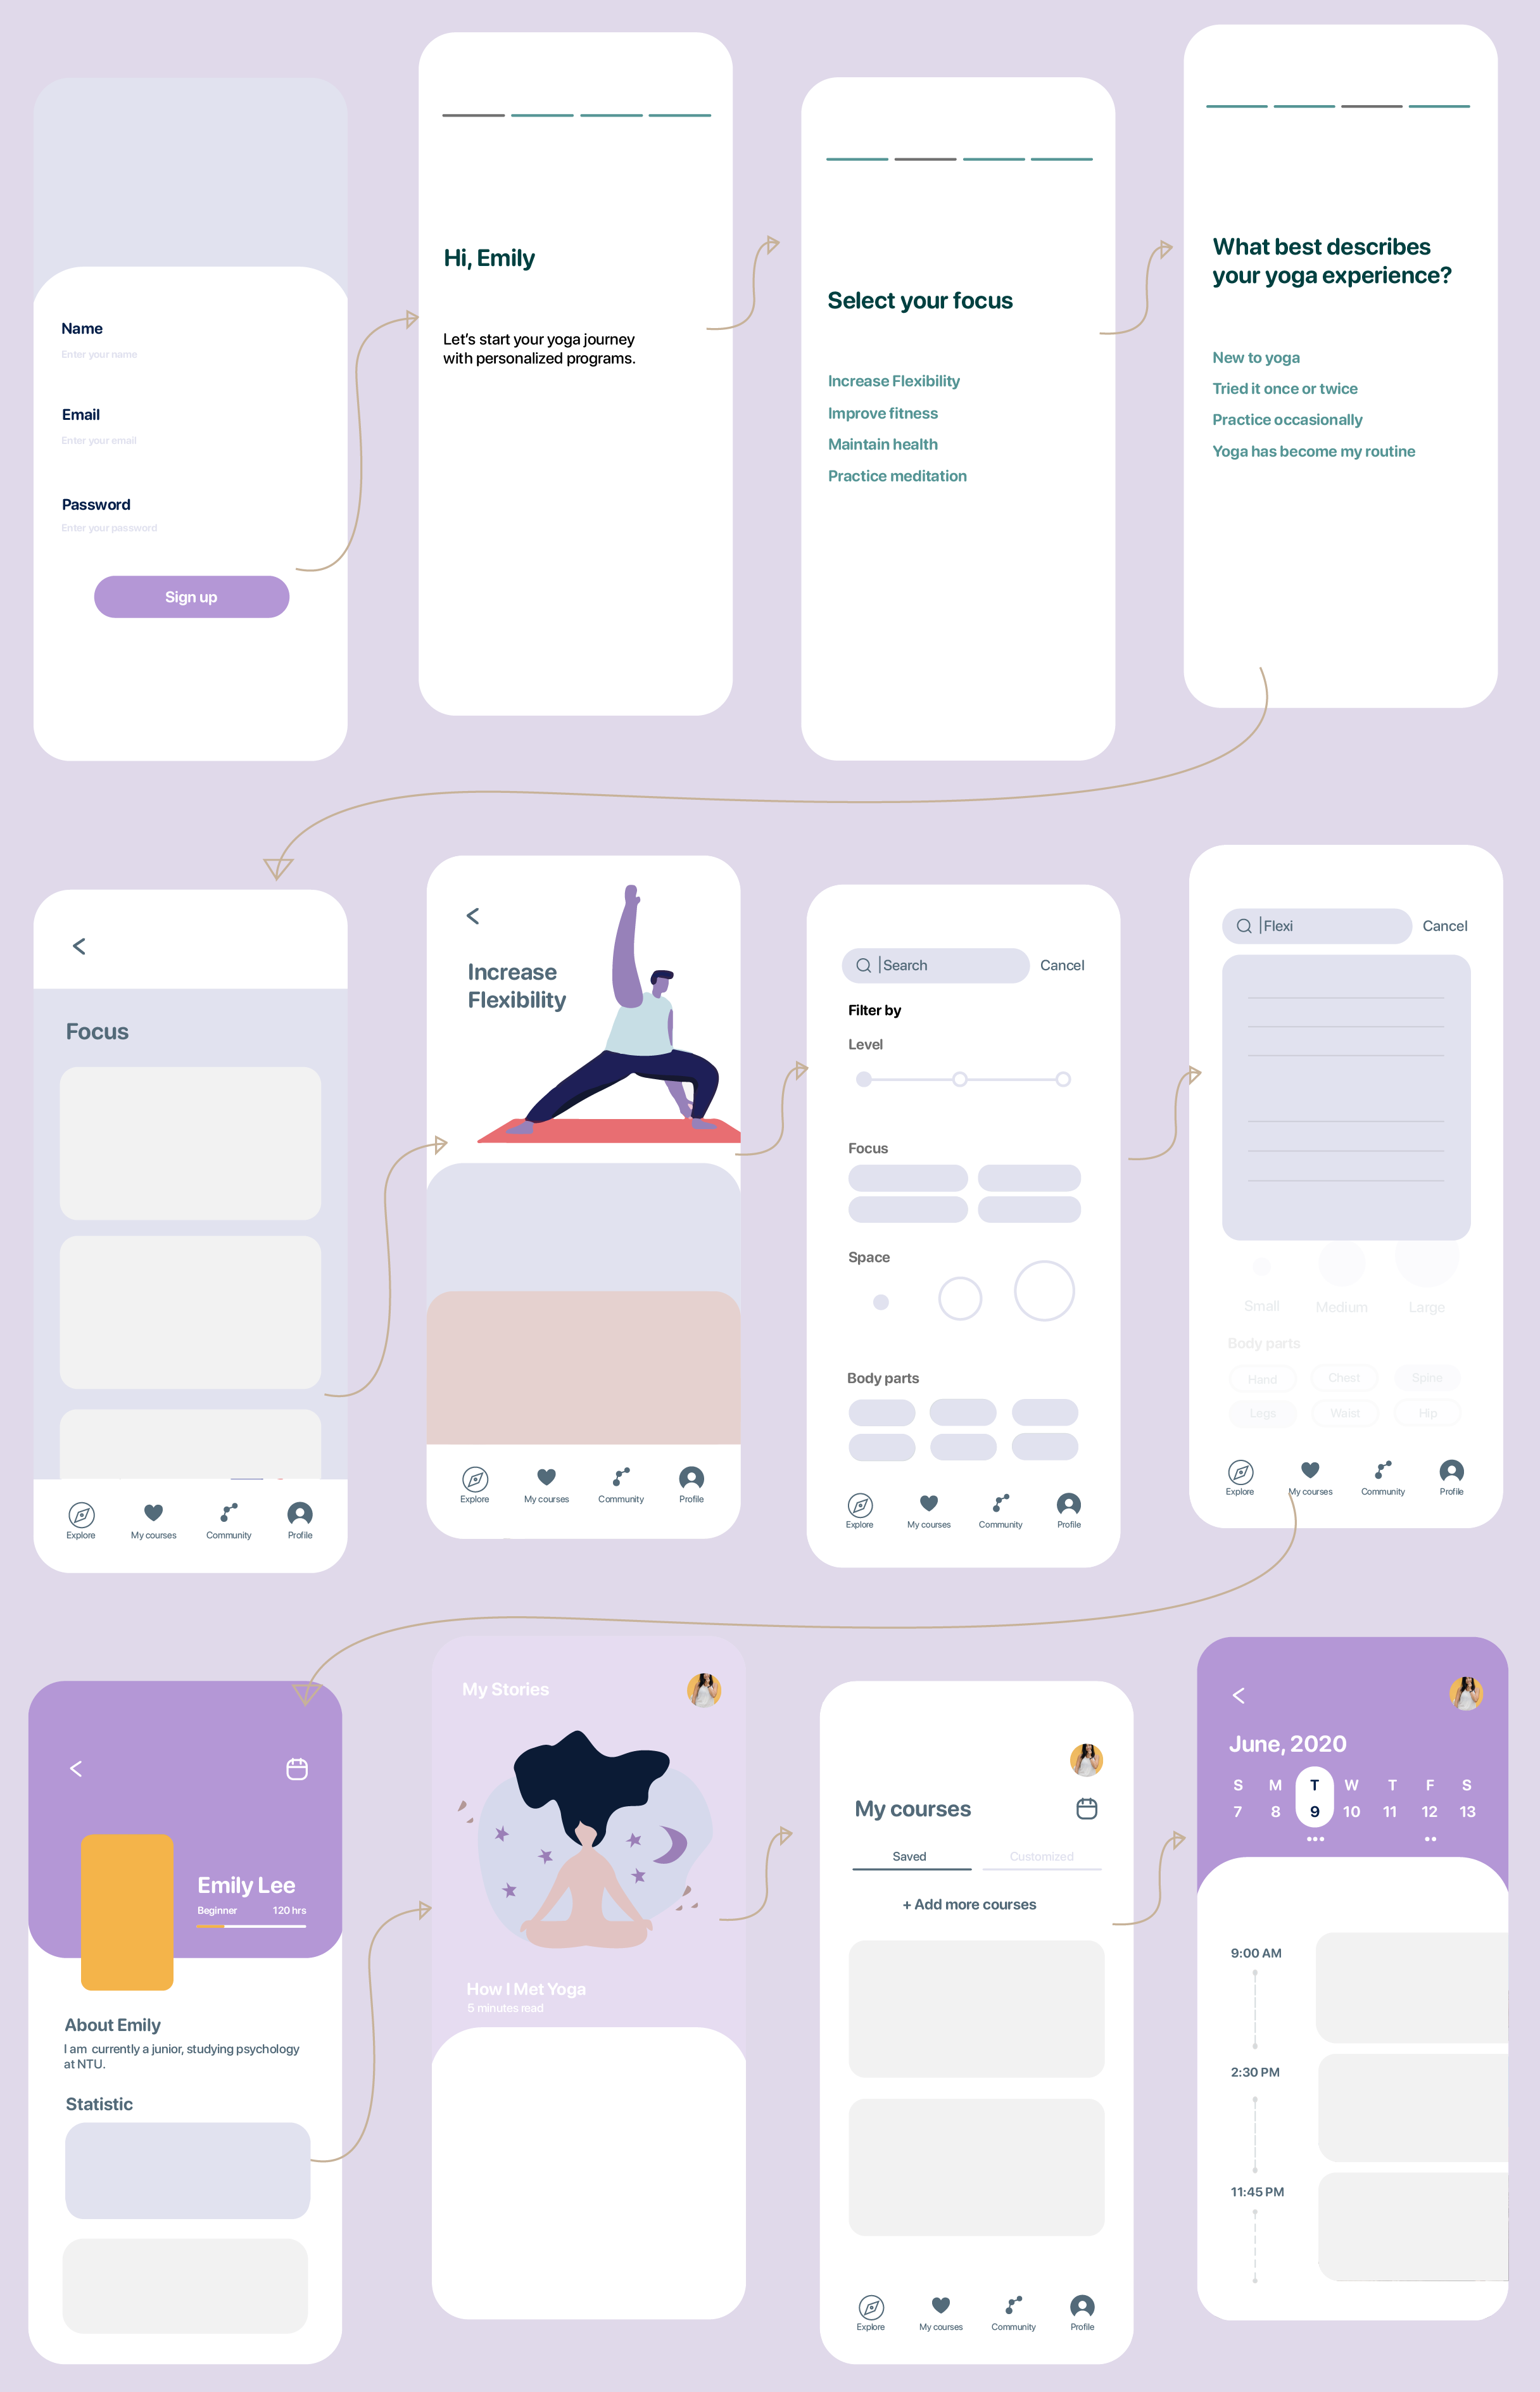 Name
Enter your name
Email
Enter your email
Password
Enter your password
Sign up
Hi, Emily
Let's start your yoga journey
with personalized programs.
Select your focus
Increase Flexibility
Improve fitness
Maintain health
Practice meditation
What best describes
your yoga experience?
New to yoga
Tried it once or twice
Practice occasionally
Yoga has become my routine
Focus
Explore My courses Community Profile
Increase
Flexibility
Explore My courses Community Profile
Search Cancel
Filter by
Level
Focus
Space
Body parts
Explore My courses Community Profile
Flexi Cancel
Small Medium Large
Body parts
Hand Chest Spine
Legs Waist Hip
Explore My courses Community Profile
Emily Lee
Beginner 120 hrs
About Emily
I am currently a junior, studying psychology
at NTU.
Statistic
My Stories
How I Met Yoga
5 minutes read
My courses
Saved Customized
+ Add more courses
Explore My courses Community Profile
June, 2020
S M T W T F S
7 8 9 10 11 12 13
9:00 AM
2:30 PM
11:45 PM